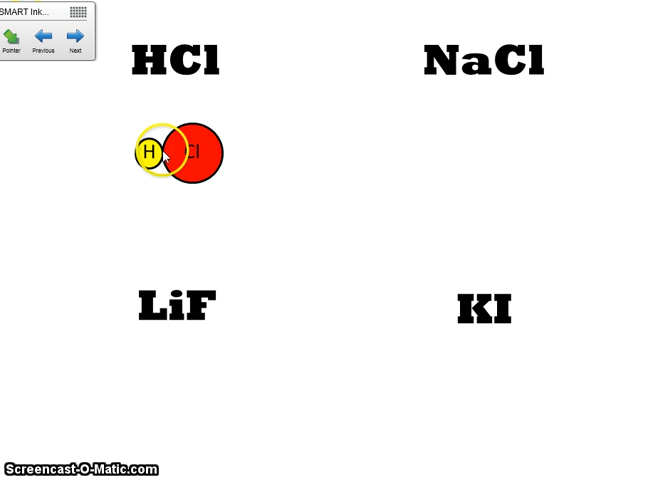 SMART Ink...
Pointer Previous Next
HCl NaCl
H Cl
LiF KI
Screencast-O-Matic.com